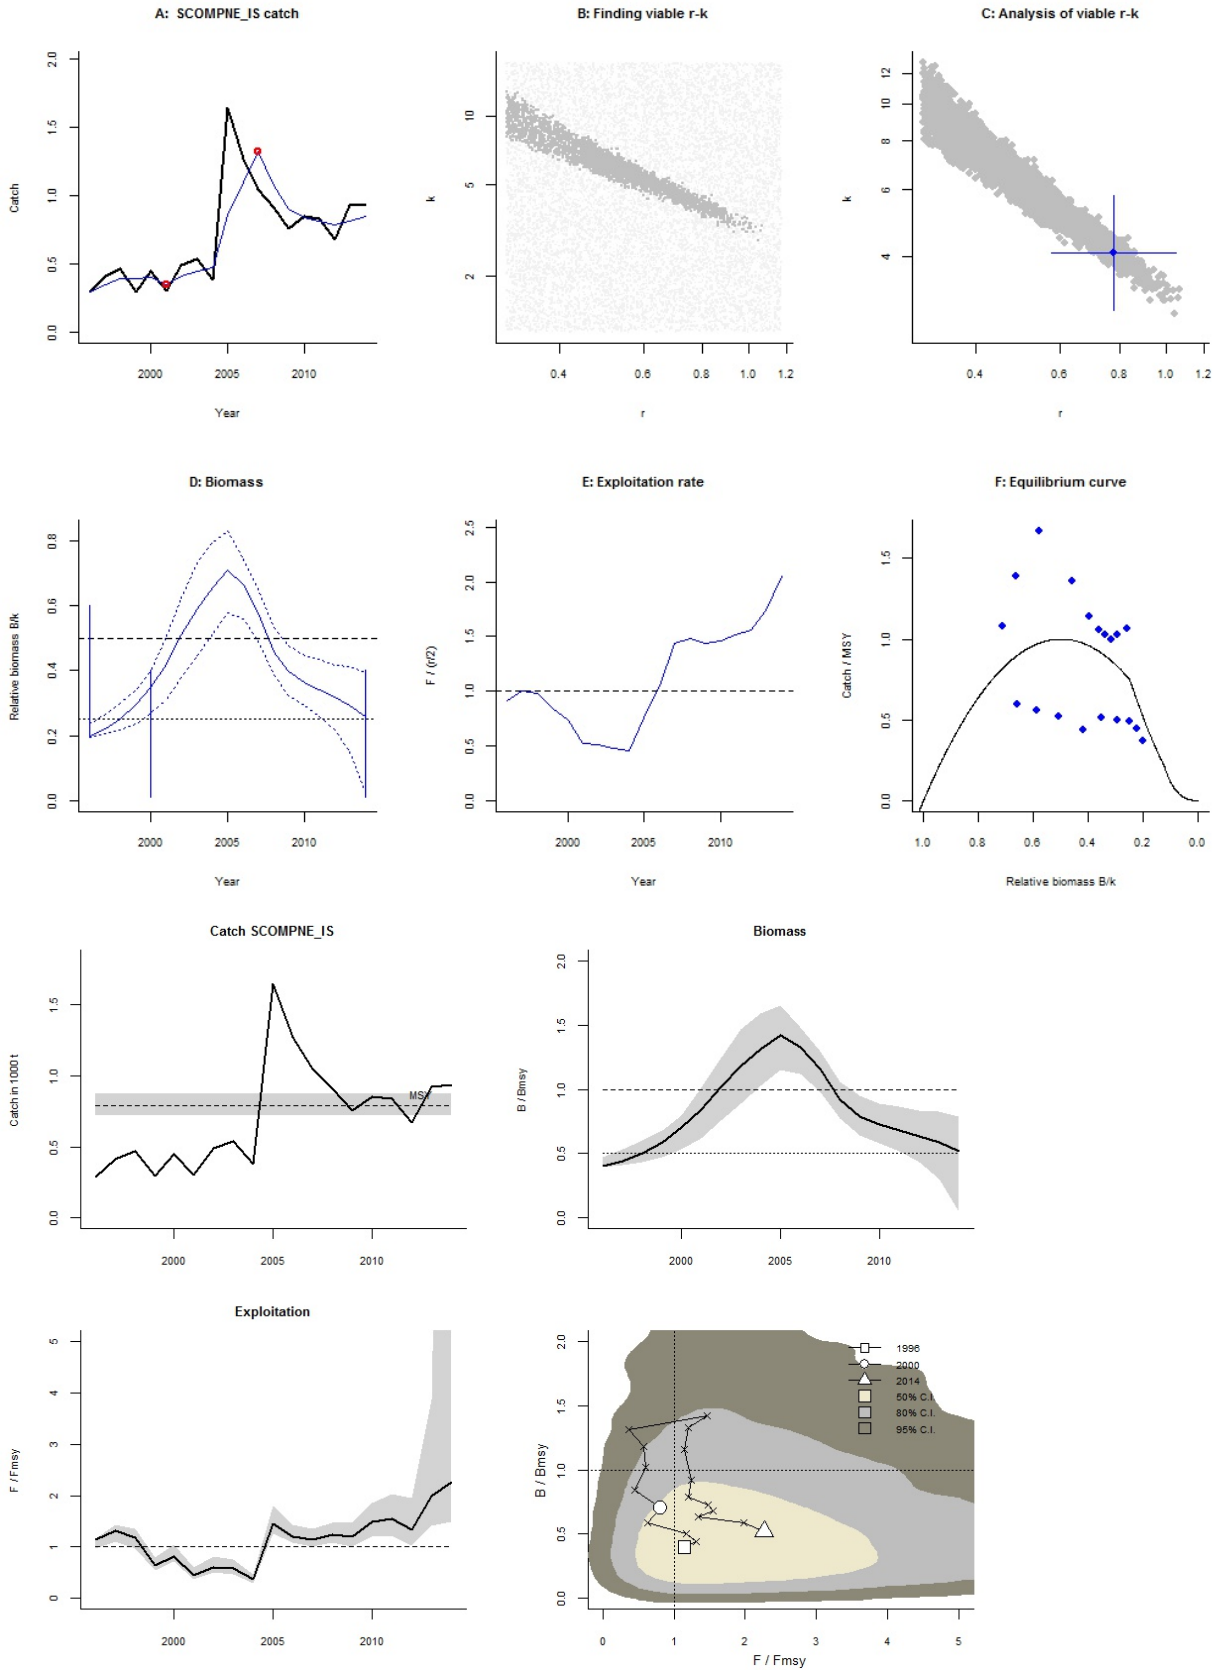 A: SCOMPNE_IS catch
B: Finding viable r-k
C: Analysis of viable r-k
Catch
0.0 0.5 1.0 1.5 2.0
2000 2005 2010
Year
k
2 5 10
0.4 0.6 0.8 1.0 1.2
r
k
4 6 8 10 12
0.4 0.6 0.8 1.0 1.2
r
D: Biomass
E: Exploitation rate
F: Equilibrium curve
Relative biomass B/k
0.0 0.2 0.4 0.6 0.8
2000 2005 2010
Year
F / (r/2)
0.0 0.5 1.0 1.5 2.0 2.5
2000 2005 2010
Year
Catch / MSY
0.0 0.5 1.0 1.5
1.0 0.8 0.6 0.4 0.2 0.0
Relative biomass B/k
Catch SCOMPNE_IS
Biomass
Catch in 1000 t
0.0 0.5 1.0 1.5
MSY
2000 2005 2010
B / Bmsy
0.0 0.5 1.0 1.5 2.0
2000 2005 2010
Exploitation
F / Fmsy
0 1 2 3 4 5
2000 2005 2010
B / Bmsy
0.0 0.5 1.0 1.5 2.0
1996
2000
2014
50% C.I.
80% C.I.
95% C.I.
0 1 2 3 4 5
F / Fmsy